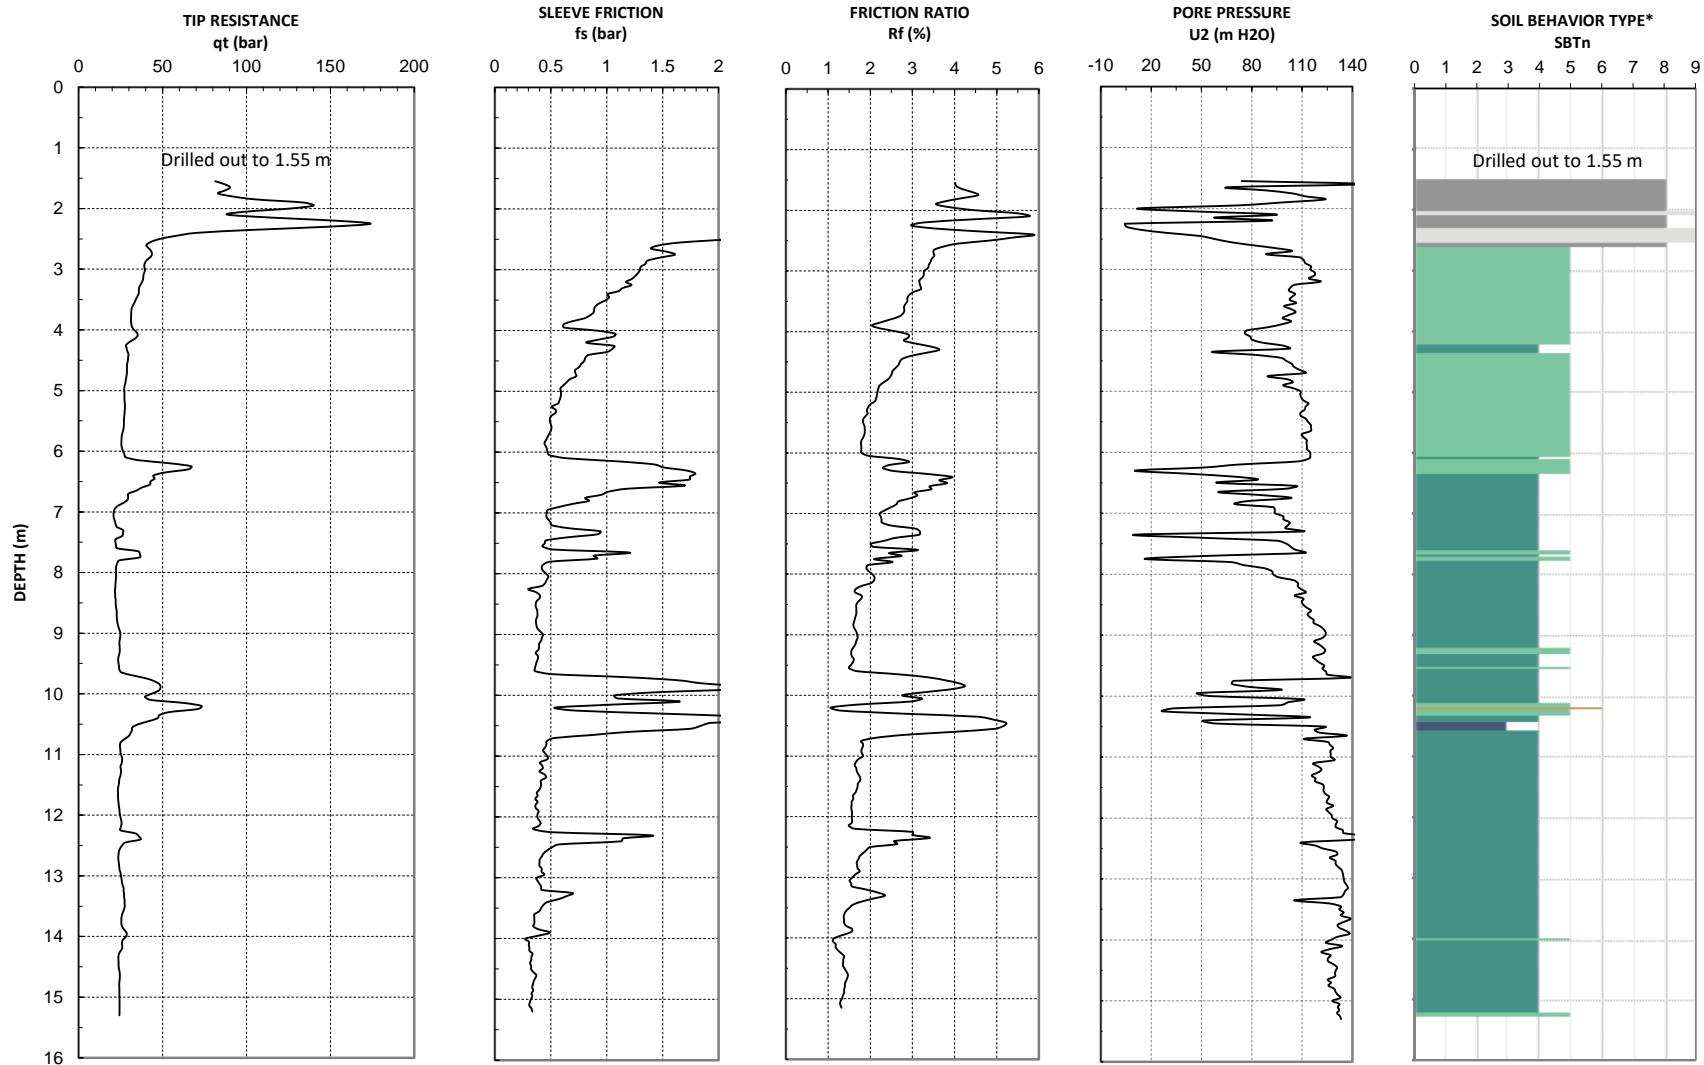 TIP RESISTANCE
qt (bar)
SLEEVE FRICTION
fs (bar)
FRICTION RATIO
Rf (%)
PORE PRESSURE
U2 (m H2O)
SOIL BEHAVIOR TYPE*
SBTn
0 50 100 150 200
0 0.5 1 1.5 2
0 1 2 3 4 5 6
-10 20 50 80 110 140
0 1 2 3 4 5 6 7 8 9
0
1
Drilled out to 1.55 m
Drilled out to 1.55 m
2
3
4
5
6
7
8
9
10
11
12
13
14
15
16
DEPTH (m)